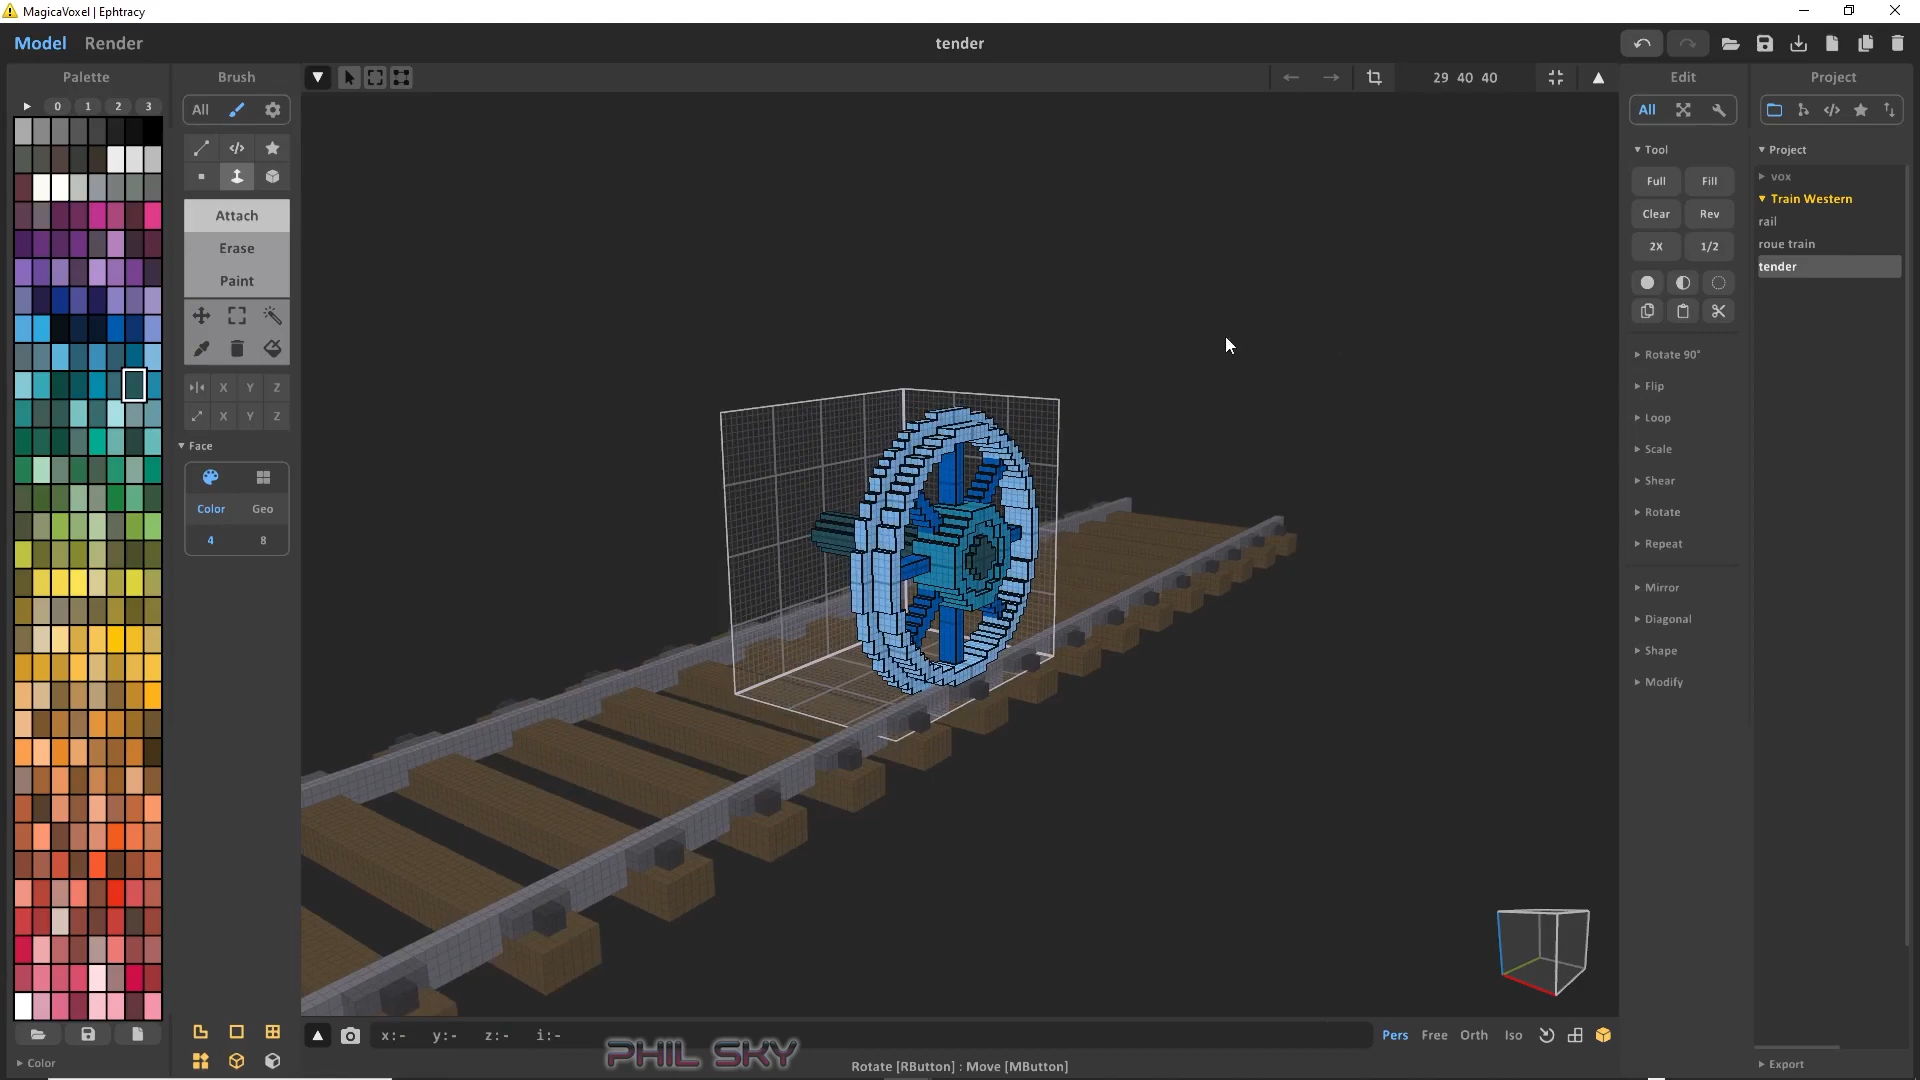 MagicaVoxel | Ephtracy
Model Render
tender
Palette
Brush
29 40 40
Edit
Project
0 1 2 3
All
All
Tool
Project
Full Fill
vox
Attach
Train Western
Clear Rev
rail
Erase
2X 1/2
roue train
tender
Paint
Rotate 90°
Flip
X Y Z
X Y Z
Loop
Face
Scale
Shear
Color Geo
Rotate
4 8
Repeat
Mirror
Diagonal
Shape
Modify
x:- y:- z:- i:-
Pers Free Orth Iso
PHIL SKY
Color
Rotate [RButton] : Move [MButton]
Export